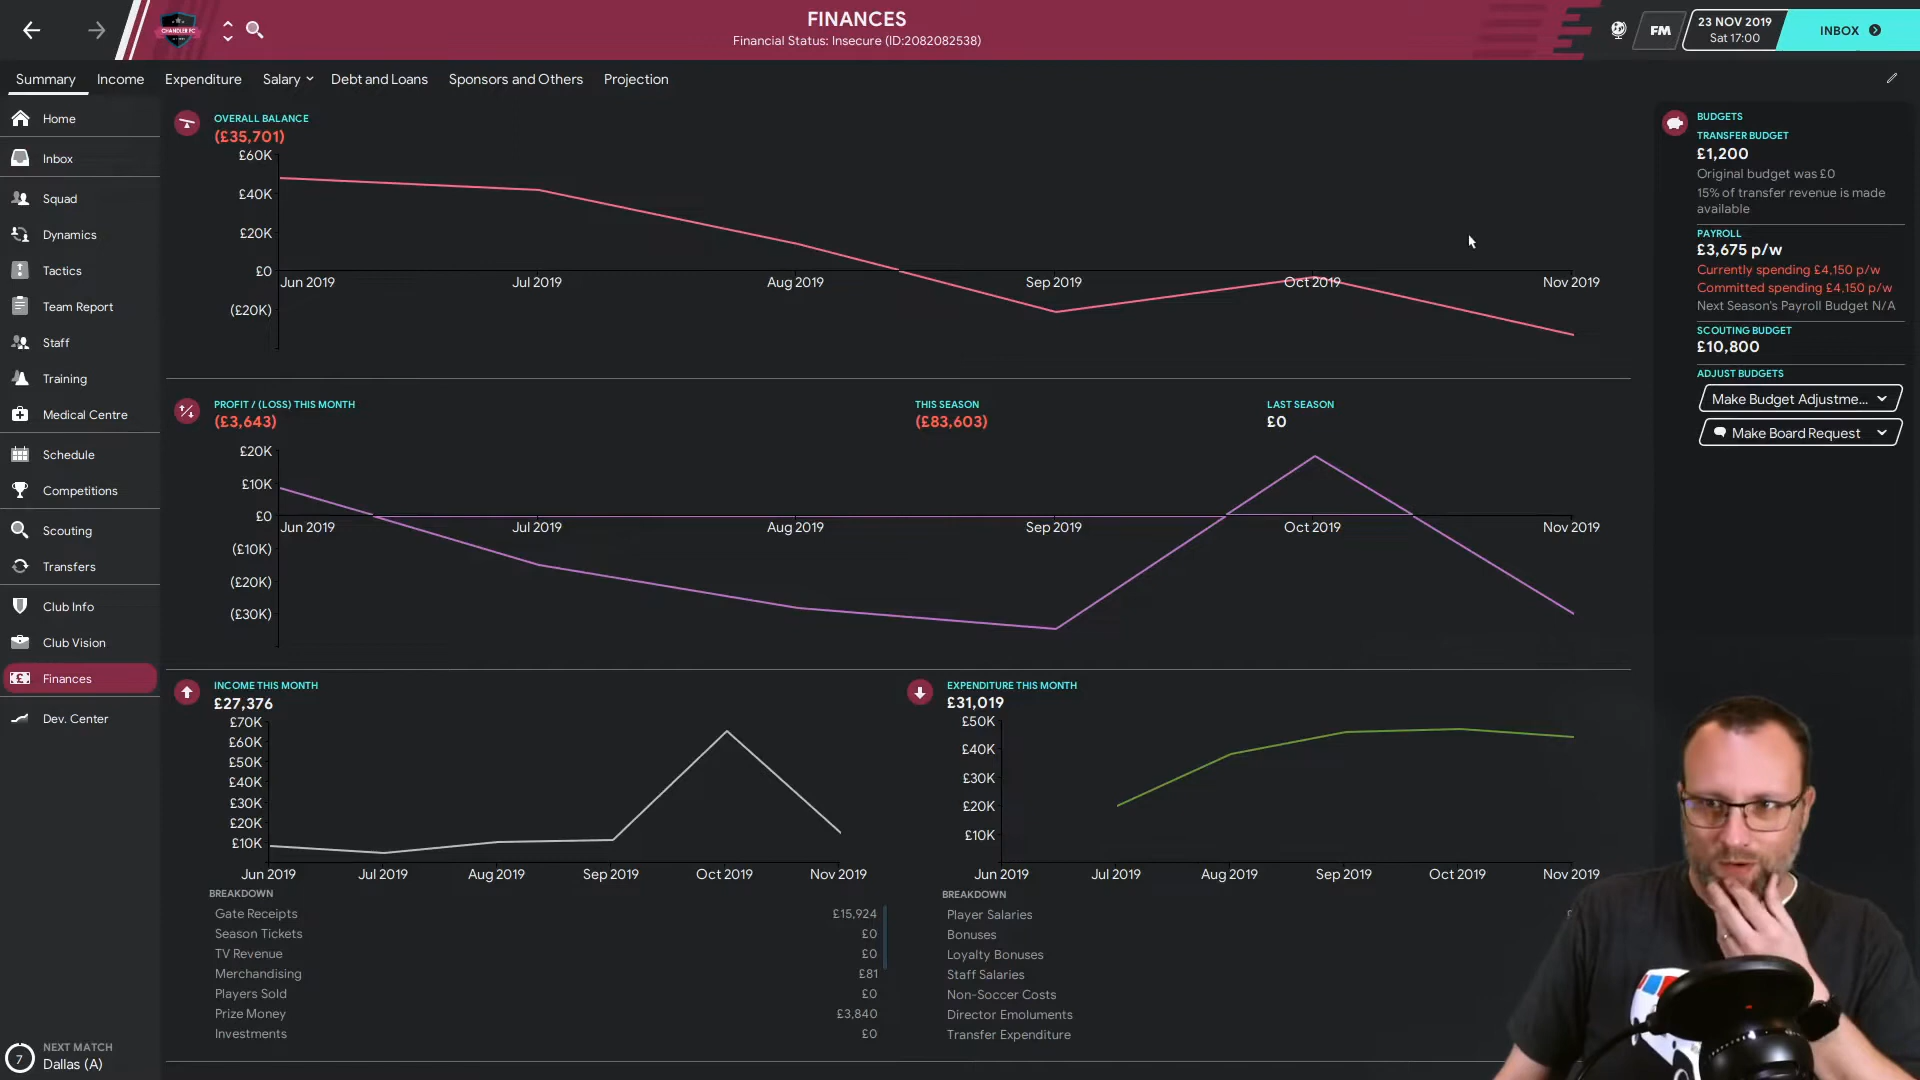 FINANCES
Financial Status: Insecure (ID:2082082538)
CHANDLER FC
FM
23 NOV 2019
Sat 17:00
INBOX
Summary
Income
Expenditure
Salary
Debt and Loans
Sponsors and Others
Projection
Home
Inbox
Squad
Dynamics
Tactics
Team Report
Staff
Training
Medical Centre
Schedule
Competitions
Scouting
Transfers
Club Info
Club Vision
Finances
Dev. Center
7
NEXT MATCH
Dallas (A)
OVERALL BALANCE
(£35,701)
£60K
£40K
£20K
£0
(£20K)
Jun 2019
Jul 2019
Aug 2019
Sep 2019
Oct 2019
Nov 2019
PROFIT / (LOSS) THIS MONTH
(£3,643)
THIS SEASON
(£83,603)
LAST SEASON
£0
£20K
£10K
£0
(£10K)
(£20K)
(£30K)
Jun 2019
Jul 2019
Aug 2019
Sep 2019
Oct 2019
Nov 2019
INCOME THIS MONTH
£27,376
£70K
£60K
£50K
£40K
£30K
£20K
£10K
Jun 2019
Jul 2019
Aug 2019
Sep 2019
Oct 2019
Nov 2019
BREAKDOWN
Gate Receipts £15,924
Season Tickets £0
TV Revenue £0
Merchandising £81
Players Sold £0
Prize Money £3,840
Investments £0
EXPENDITURE THIS MONTH
£31,019
£50K
£40K
£30K
£20K
£10K
Jun 2019
Jul 2019
Aug 2019
Sep 2019
Oct 2019
Nov 2019
BREAKDOWN
Player Salaries
Bonuses
Loyalty Bonuses
Staff Salaries
Non-Soccer Costs
Director Emoluments
Transfer Expenditure
BUDGETS
TRANSFER BUDGET
£1,200
Original budget was £0
15% of transfer revenue is made
available
PAYROLL
£3,675 p/w
Currently spending £4,150 p/w
Committed spending £4,150 p/w
Next Season's Payroll Budget N/A
SCOUTING BUDGET
£10,800
ADJUST BUDGETS
Make Budget Adjustme...
Make Board Request